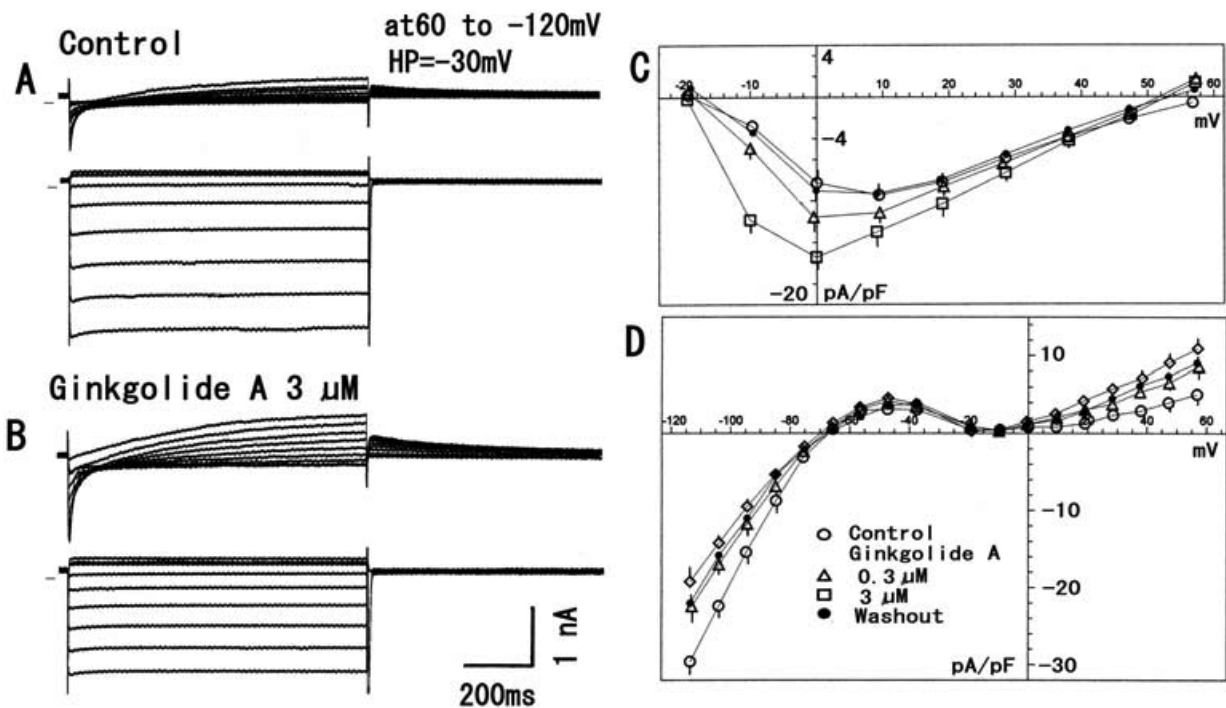 A
Control
at60 to -120mV
HP=-30mV
Ginkgolide A 3 μM
B
1 nA
200ms
C
4
-20 -10 10 20 30 40 50 60
mV
-4
-20
pA/pF
D
10
-120 -100 -80 -60 -40 20 20 40 60
mV
-10
Control
Ginkgolide A
0.3 μM
3 μM
Washout
-20
pA/pF
-30